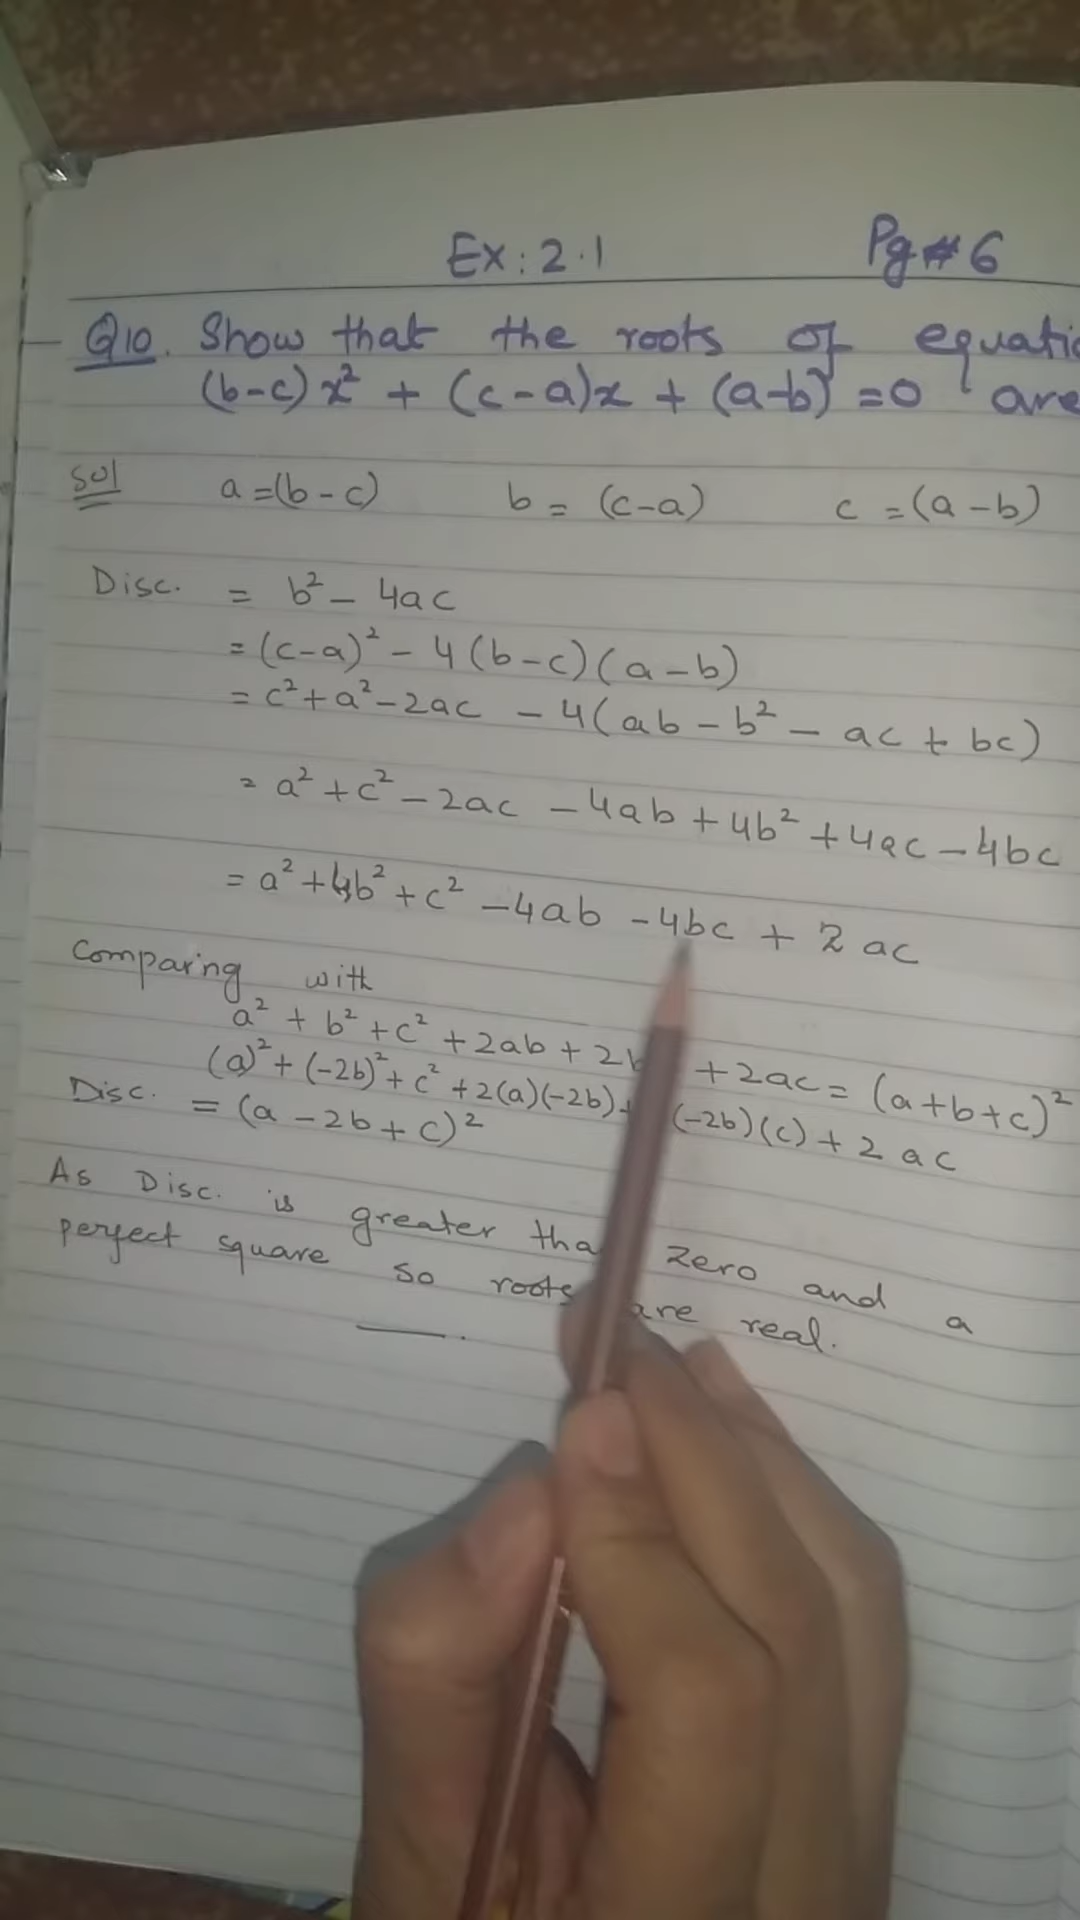 Ex: 2.1 Pg # 6
Q10. Show that the roots of
(b-c)x² + (c-a)x + (a-b) = 0 are
Sol a = (b-c) b = (c-a) c = (a-b)
Disc. = b² - 4ac
= (c-a)² - 4(b-c)(a-b)
= c² + a² - 2ac - 4(ab - b² - ac + bc)
= a² + c² - 2ac - 4ab + 4b² + 4ac - 4bc
= a² + 4b² + c² - 4ab - 4bc + 2ac
Comparing with
a² + b² + c² + 2ab + 2b + 2ac = (a+b+c)²
(a)² + (-2b)² + c² + 2(a)(-2b) + (-2b)(c) + 2ac
Disc. = (a - 2b + c)²
As Disc. is greater zero and a
perfect square so roots are real.